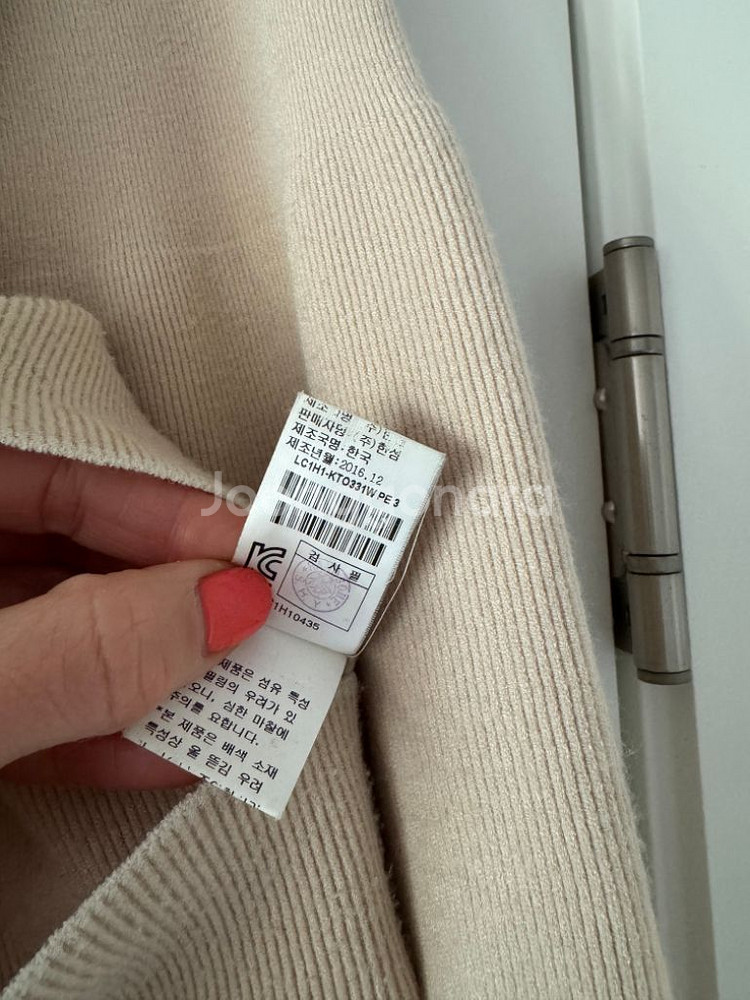 판매사명 (주)한섬
제조국명·한국
제조년월:2016.12
LC1H1-KTO331W PE 3
검 사 필
1H10435
제품은 섬유 특성
필링의 우려가 있
오니, 심한 마찰에
주의를 요합니다.
*본 제품은 배색 소재
특성상 올 뜯김 우려